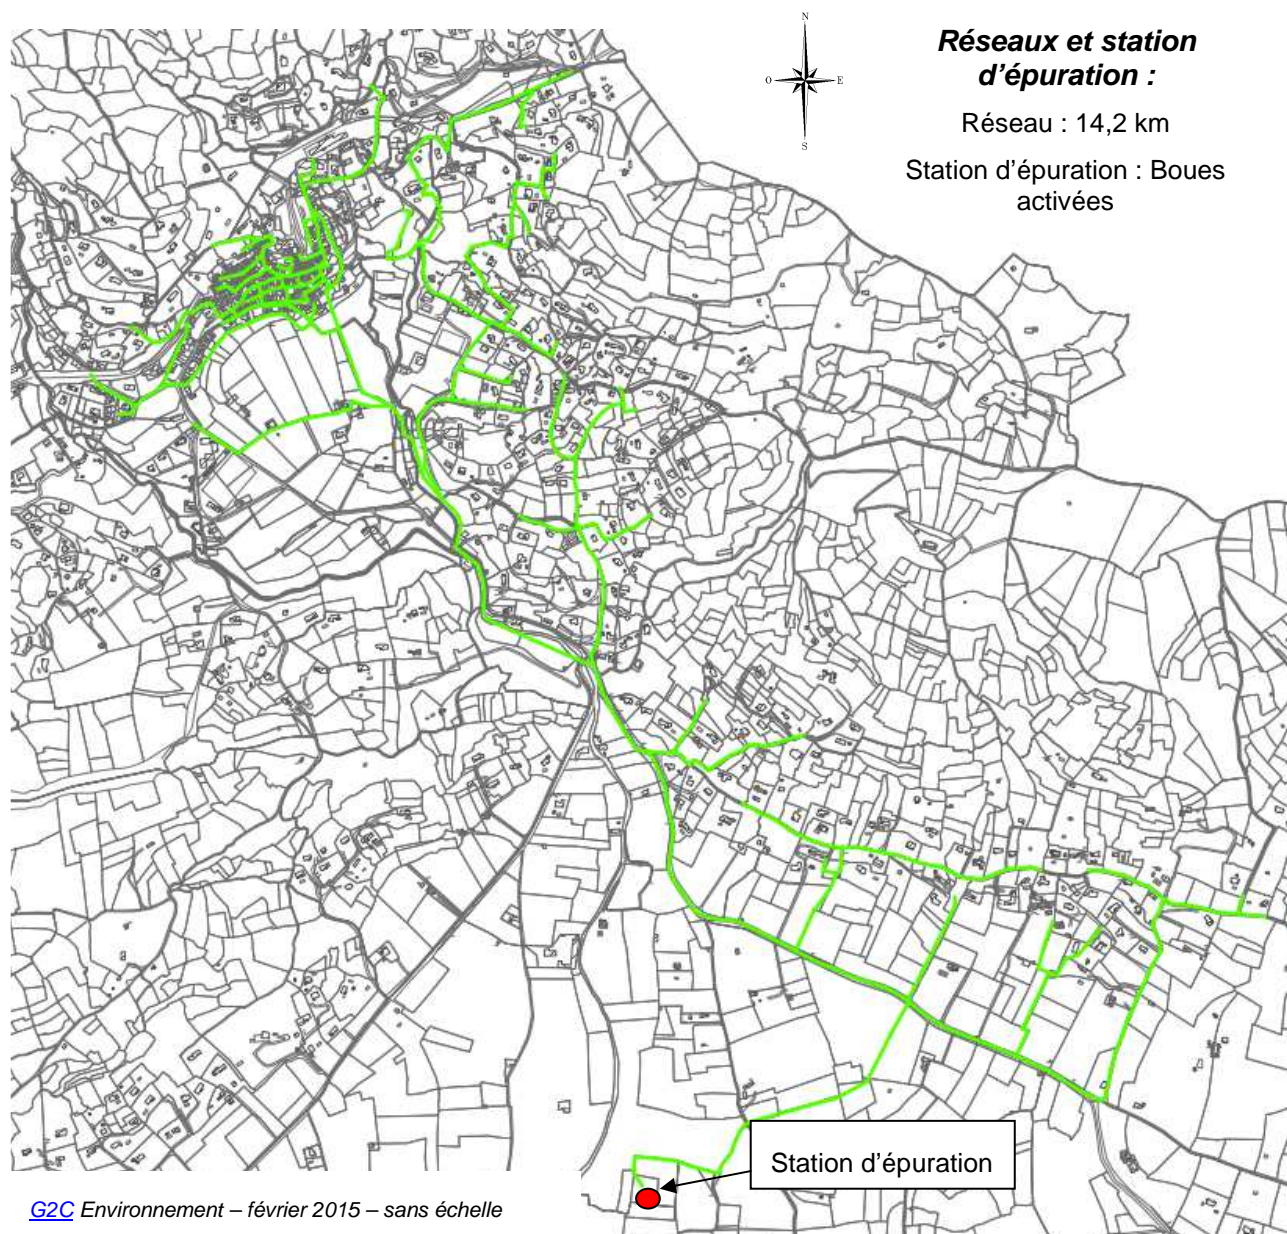 N
O
E
S
Réseaux et station
d'épuration :
Réseau : 14,2 km
Station d'épuration : Boues
activées
Station d'épuration
G2C Environnement – février 2015 – sans échelle